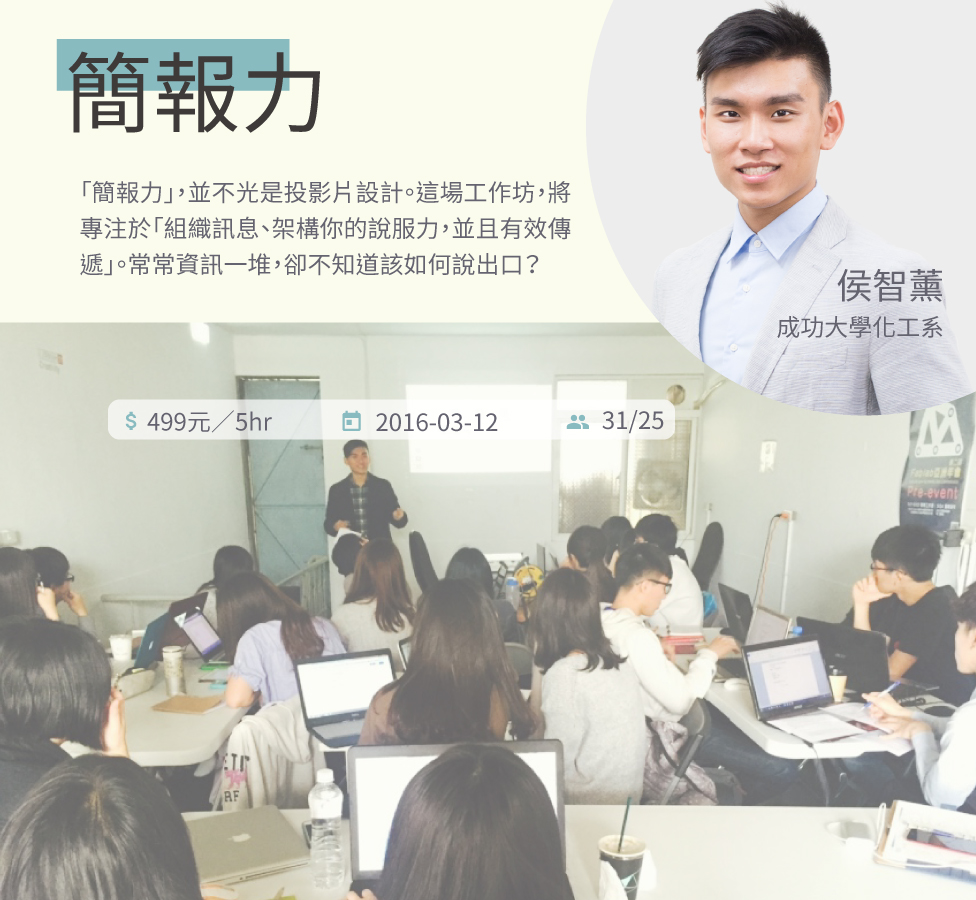 簡報力
「簡報力」，並不光是投影片設計。這場工作坊，將
專注於「組織訊息、架構你的說服力，並且有效傳
遞」。常常資訊一堆，卻不知道該如何說出口？
侯智薰
成功大學化工系
$ 499元／5hr
2016-03-12
31/25
Pre-event